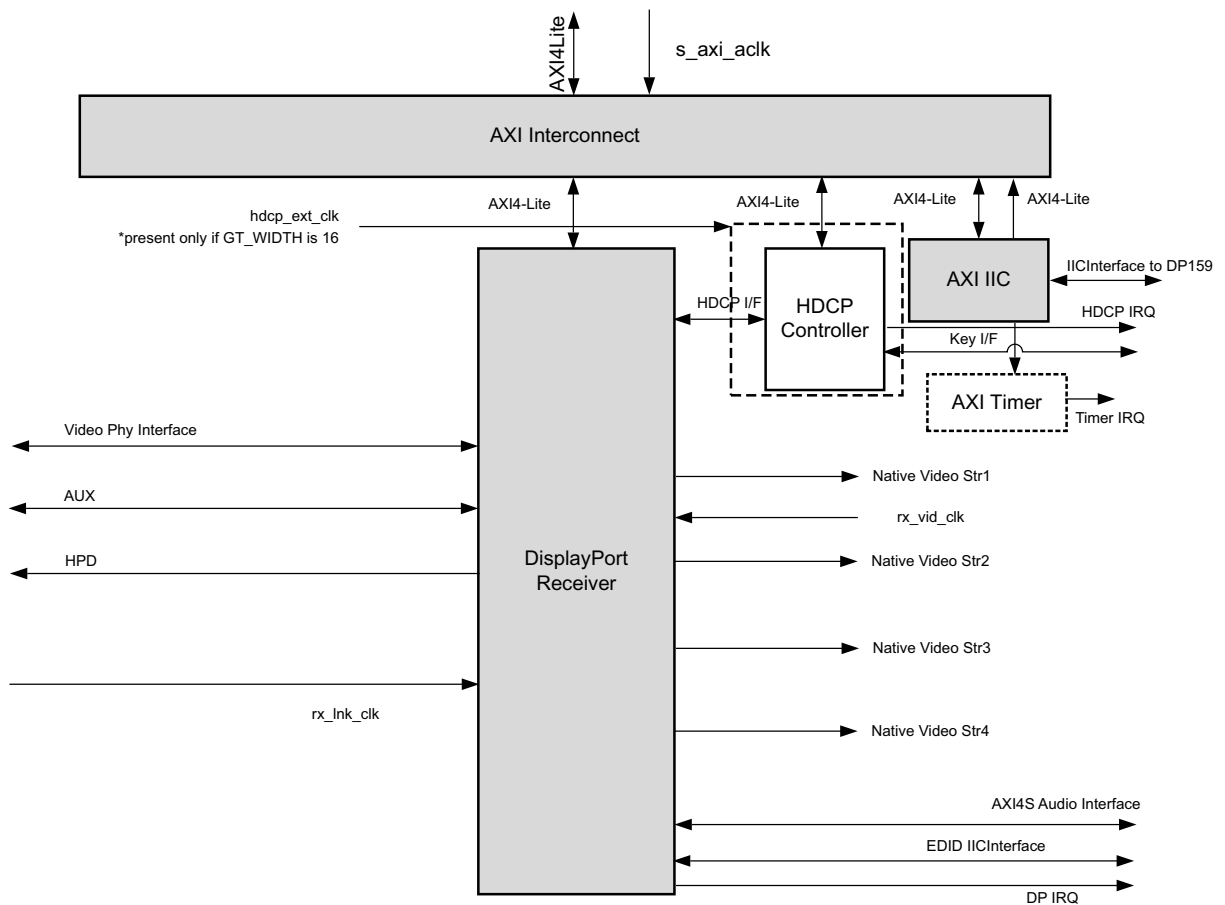 AXI4Lite
s_axi_aclk
AXI Interconnect
AXI4-Lite
AXI4-Lite
AXI4-Lite
AXI4-Lite
hdcp_ext_clk
*present only if GT_WIDTH is 16
AXI IIC
IICInterface to DP159
HDCP I/F
HDCP
Controller
HDCP IRQ
Key I/F
AXI Timer
Timer IRQ
Video Phy Interface
Native Video Str1
AUX
rx_vid_clk
HPD
DisplayPort
Receiver
Native Video Str2
Native Video Str3
rx_lnk_clk
Native Video Str4
AXI4S Audio Interface
EDID IICInterface
DP IRQ